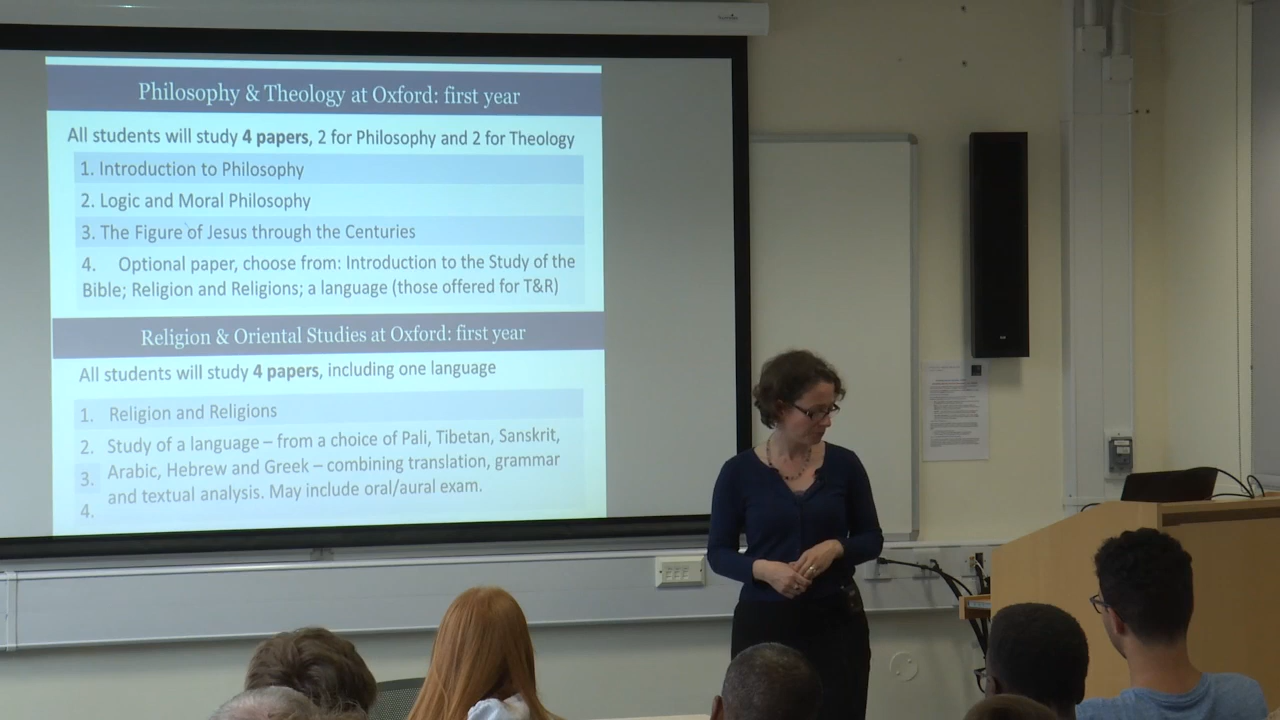 Philosophy & Theology at Oxford: first year
All students will study 4 papers, 2 for Philosophy and 2 for Theology
1. Introduction to Philosophy
2. Logic and Moral Philosophy
3. The Figure of Jesus through the Centuries
4. Optional paper, choose from: Introduction to the Study of the
Bible; Religion and Religions; a language (those offered for T&R)
Religion & Oriental Studies at Oxford: first year
All students will study 4 papers, including one language
1. Religion and Religions
2. Study of a language – from a choice of Pali, Tibetan, Sanskrit,
3. Arabic, Hebrew and Greek – combining translation, grammar
and textual analysis. May include oral/aural exam.
4.